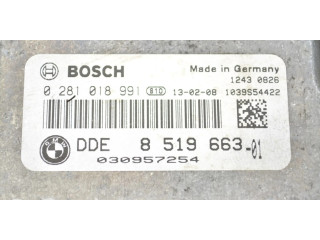 BOSCH
Made in Germany
1243 0826
0 281 018 991 81D 13-02-08 1039S54422
DDE 8 519 663-01
030957254